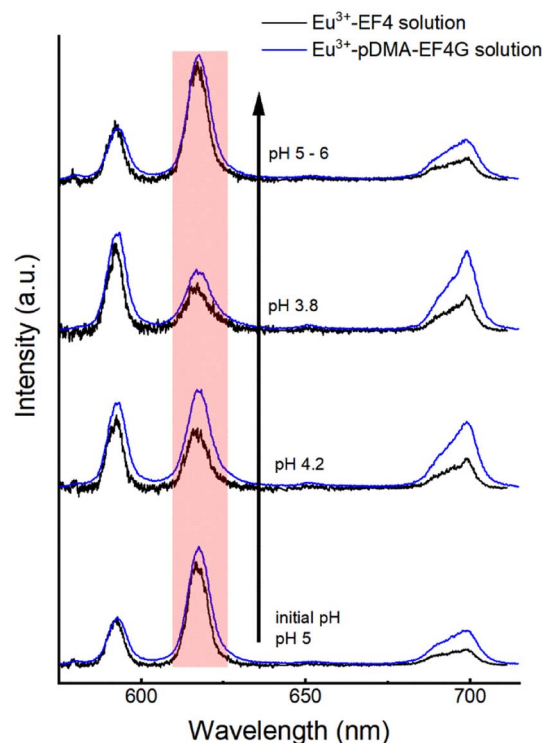 Eu³⁺-EF4 solution
Eu³⁺-pDMA-EF4G solution
pH 5 - 6
pH 3.8
pH 4.2
initial pH
pH 5
Intensity (a.u.)
600
650
700
Wavelength (nm)